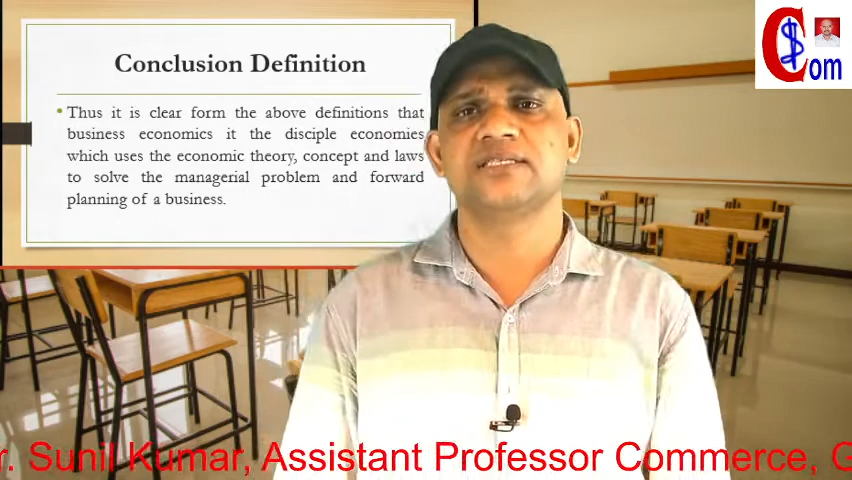 Conclusion Definition
• Thus it is clear form the above definitions that
business economics it the disciple economies
which uses the economic theory, concept and laws
to solve the managerial problem and forward
planning of a business.
C$om
r. Sunil Kumar, Assistant Professor Commerce, G